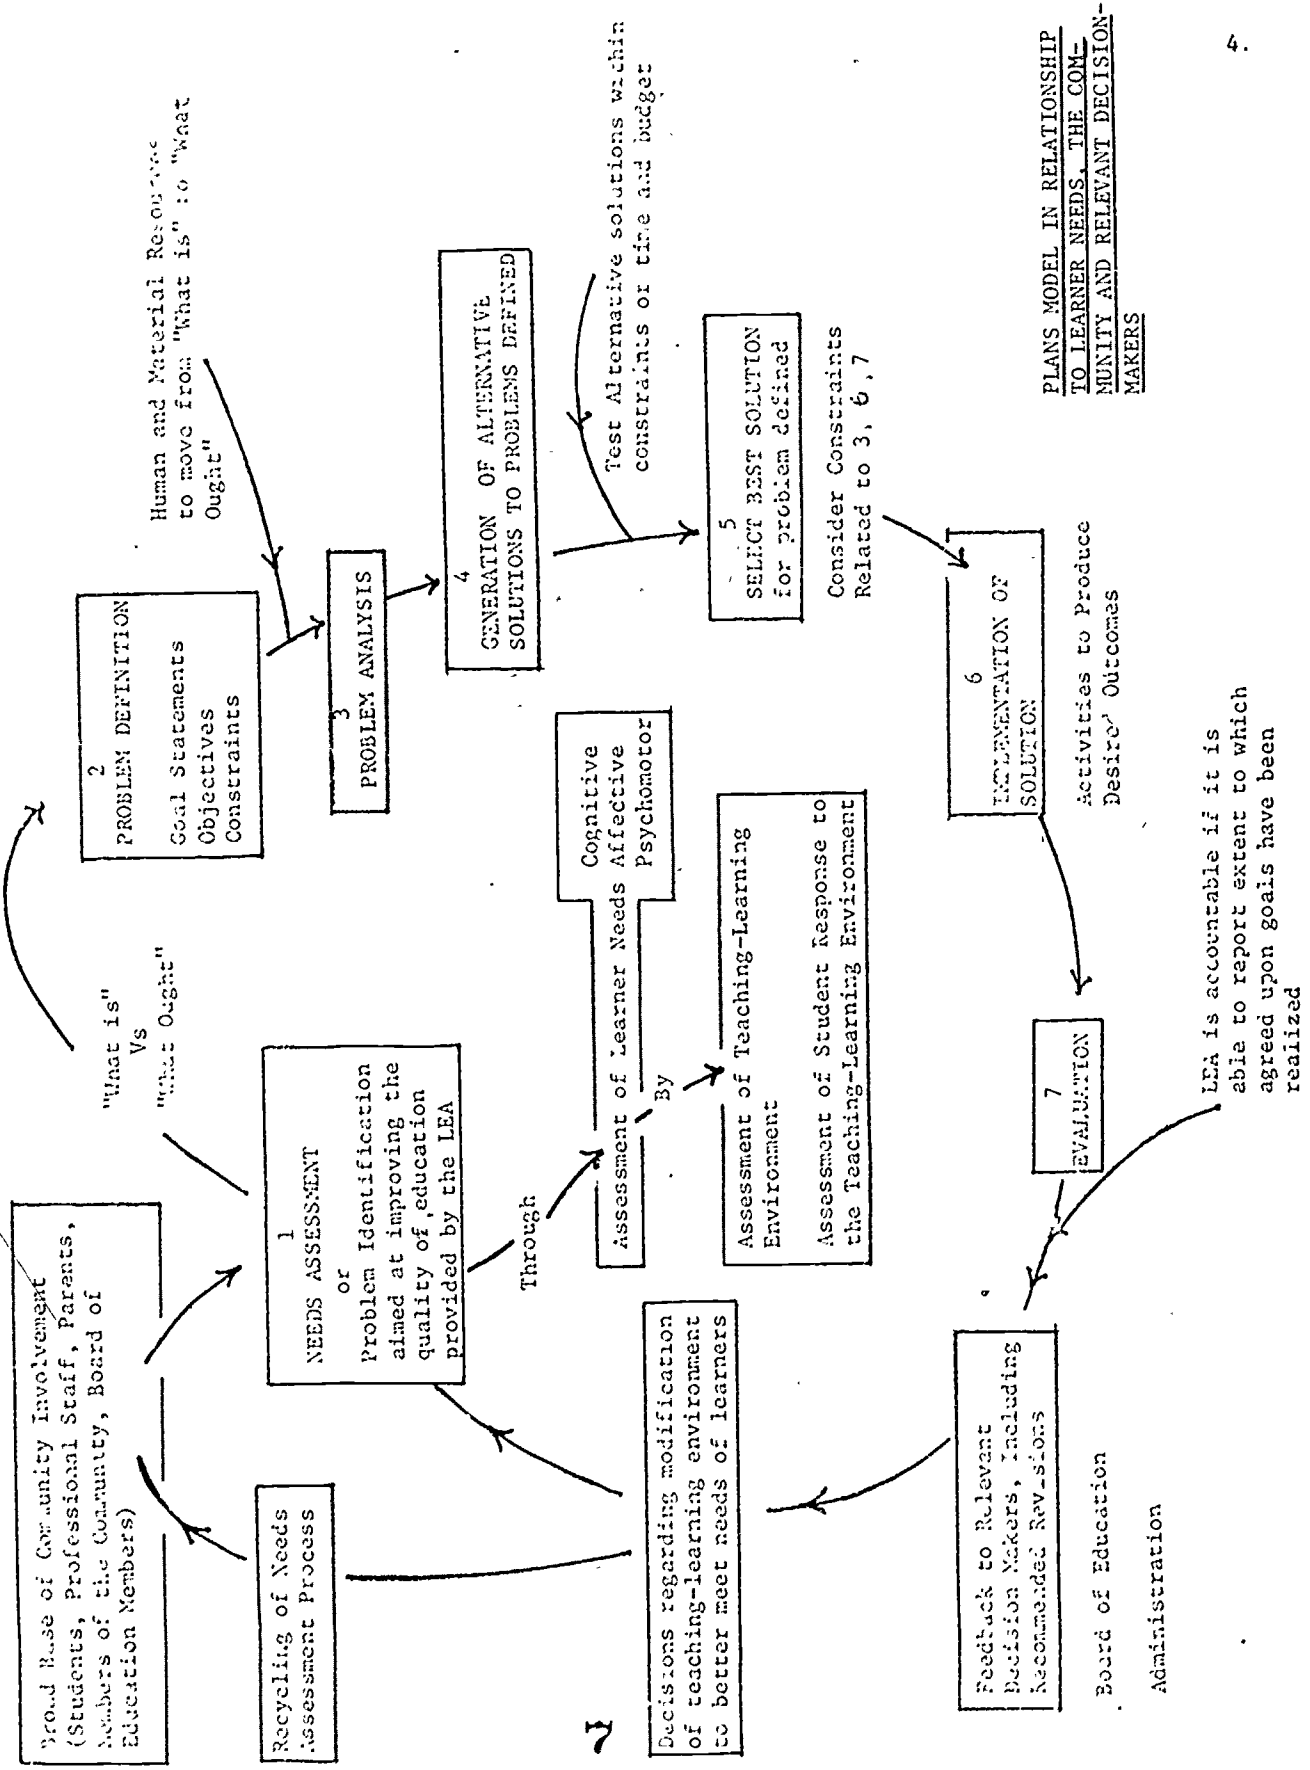 Broad Base of Community Involvement
(Students, Professional Staff, Parents,
Members of the Community, Board of
Education Members)
Recycling of Needs
Assessment Process
"What is"
Vs
"What Ought"
1
NEEDS ASSESSMENT
or
Problem Identification
aimed at improving the
quality of education
provided by the LEA
Through
Assessment of Learner Needs
Cognitive
Affective
Psychomotor
By
Assessment of Teaching-Learning
Environment
Assessment of Student Response to
the Teaching-Learning Environment
2
PROBLEM DEFINITION
Goal Statements
Objectives
Constraints
Human and Material Resources
to move from "What is" to "What
Ought"
3
PROBLEM ANALYSIS
4
GENERATION OF ALTERNATIVE
SOLUTIONS TO PROBLEMS DEFINED
Test Alternative solutions within
constraints or time and budget
5
SELECT BEST SOLUTION
for problem defined
Consider Constraints
Related to 3, 6, 7
6
IMPLEMENTATION OF
SOLUTION
Activities to Produce
Desired Outcomes
7
EVALUATION
LEA is accountable if it is
able to report extent to which
agreed upon goals have been
realized
Feedback to Relevant
Decision Makers, Including
Recommended Revisions
Board of Education
Administration
Decisions regarding modification
of teaching-learning environment
to better meet needs of learners
PLANS MODEL IN RELATIONSHIP
TO LEARNER NEEDS, THE COM-
MUNITY AND RELEVANT DECISION-
MAKERS
4.
7